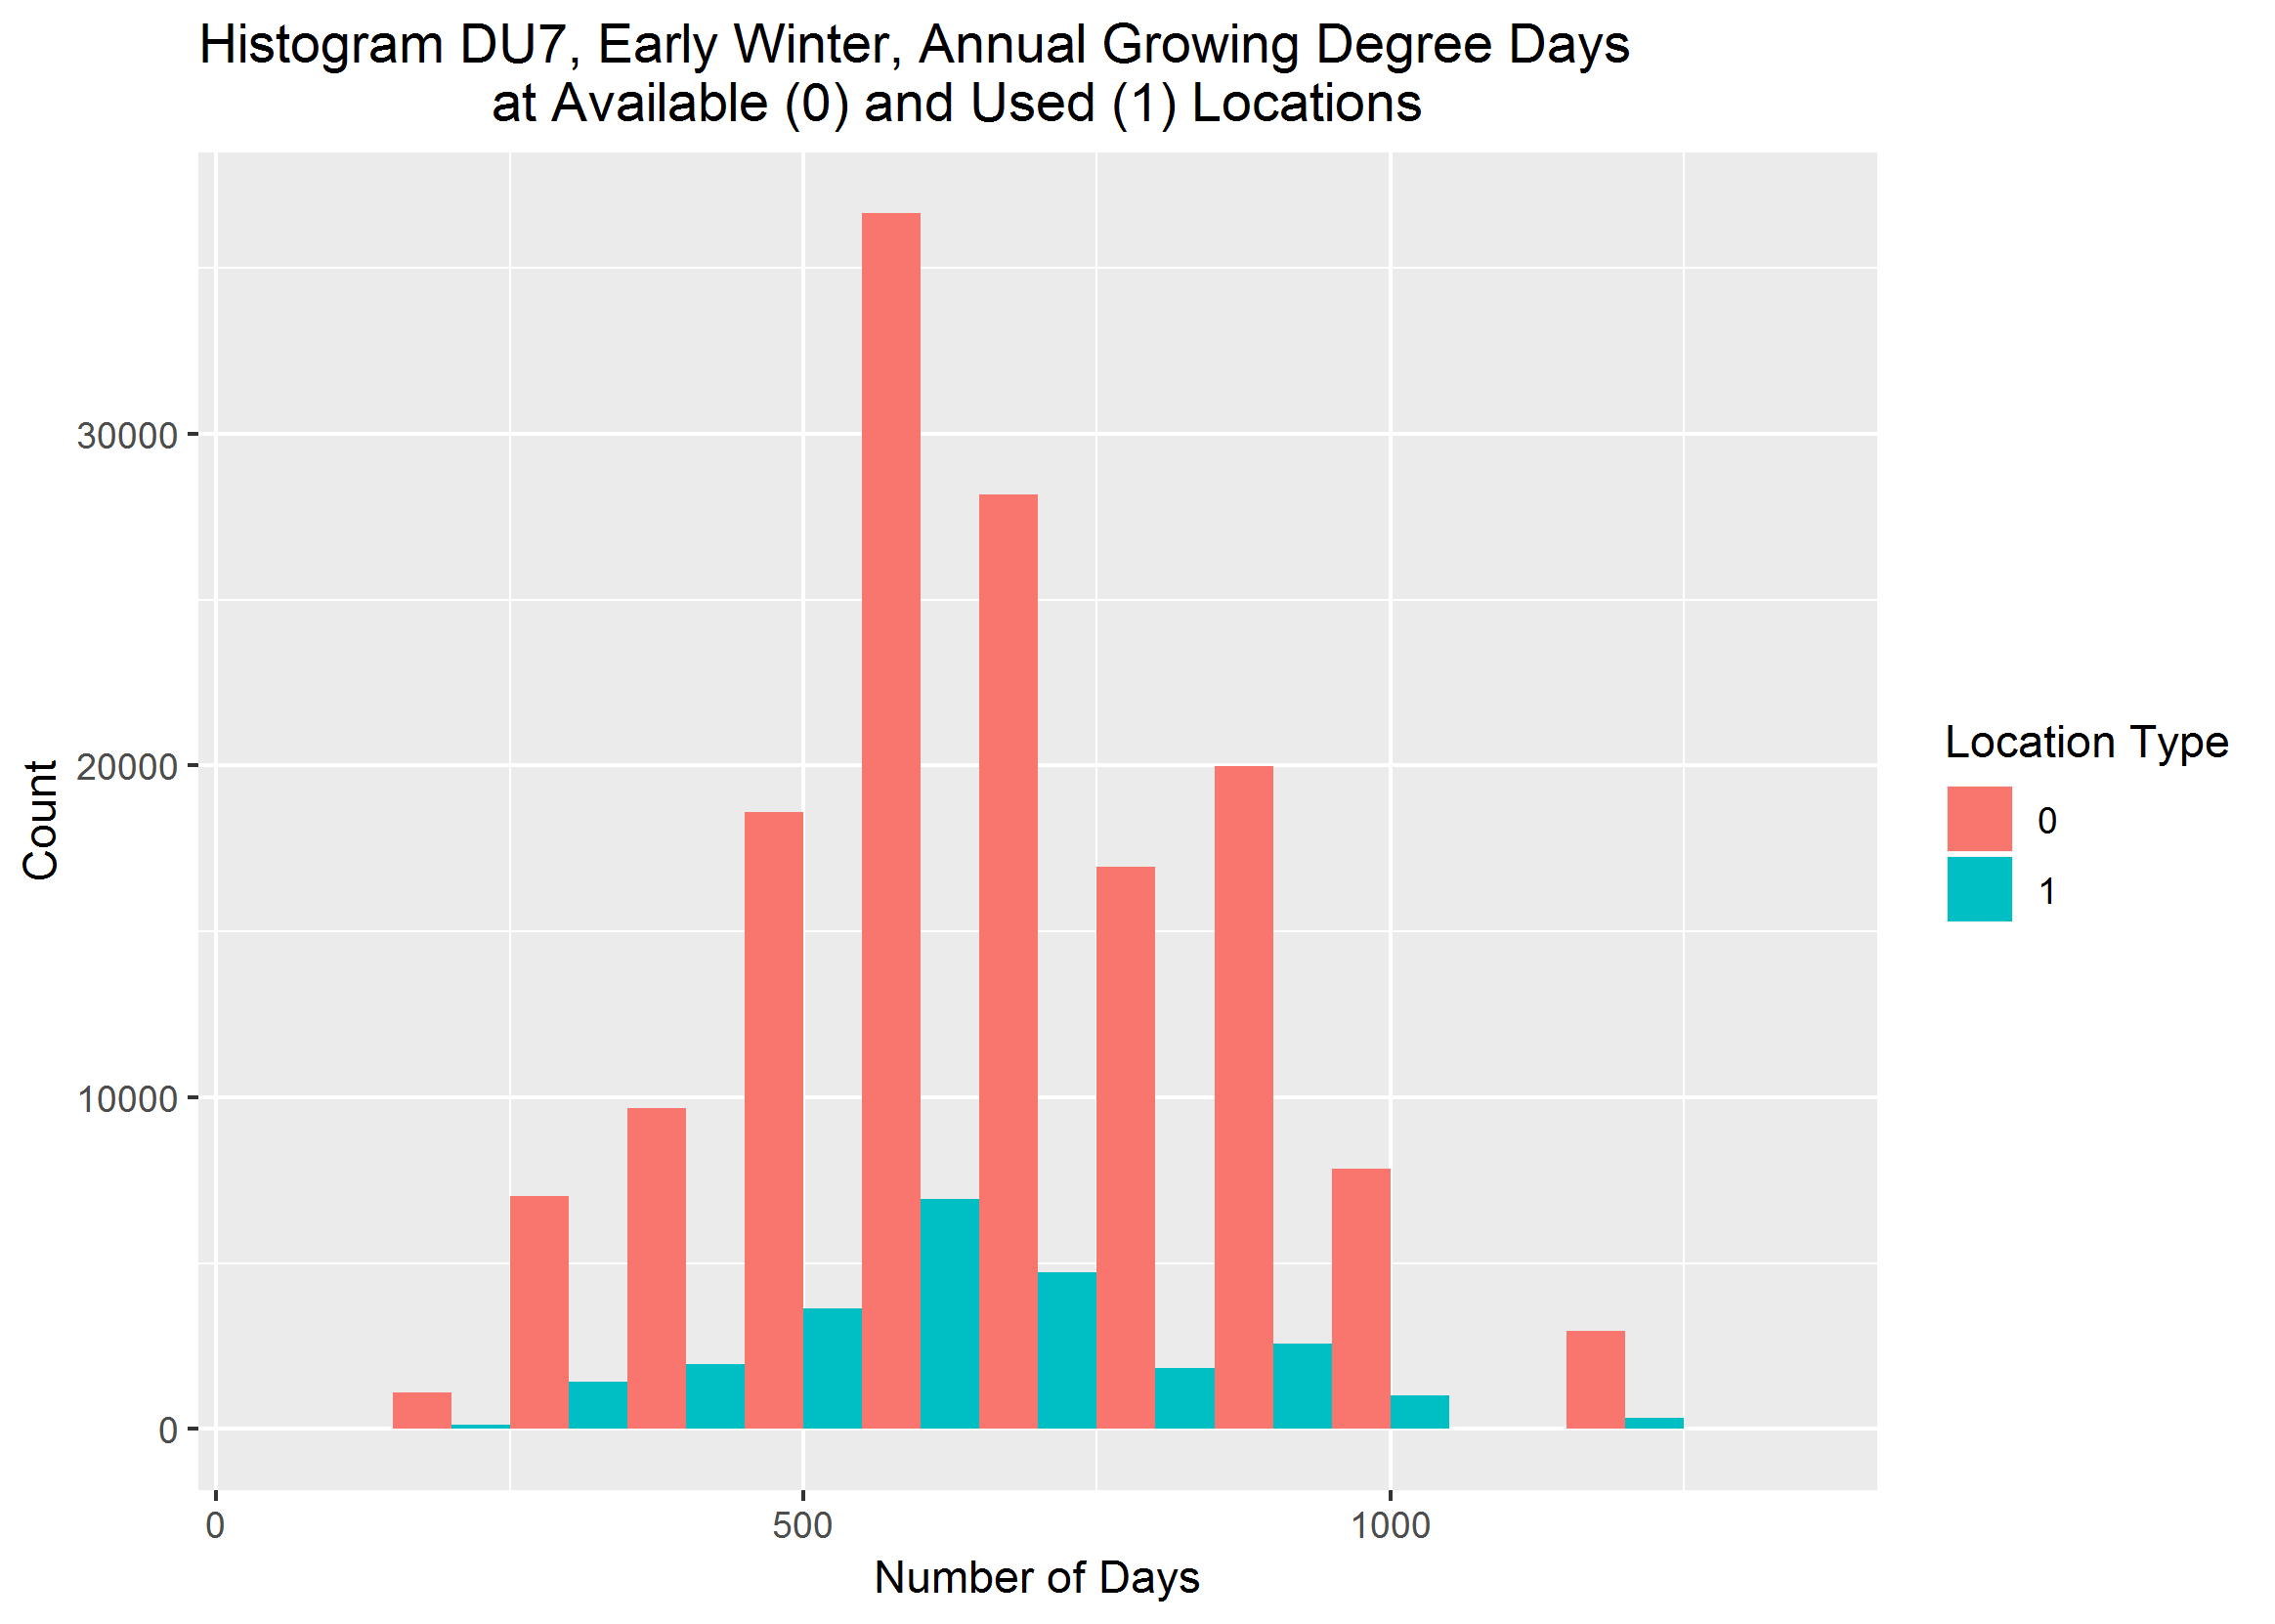 Histogram DU7, Early Winter, Annual Growing Degree Days
at Available (0) and Used (1) Locations
30000
20000
10000
0
Count
0
500
1000
Number of Days
Location Type
0
1